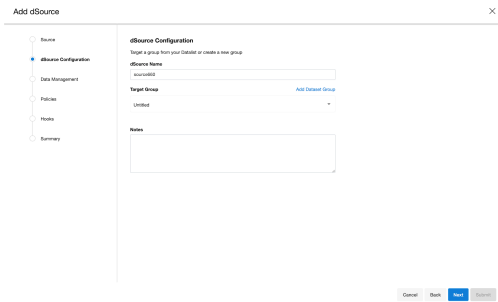 Add dSource
Source
dSource Configuration
Data Management
Policies
Hooks
Summary
dSource Configuration
Target a group from your Datalist or create a new group
dSource Name
Target Group
Add Dataset Group
Untitled
Notes
Cancel
Back
Next
Submit